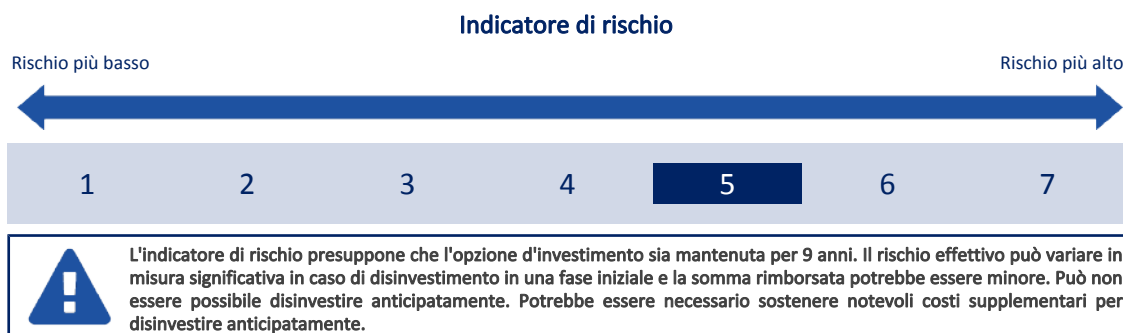 Indicatore di rischio
Rischio più basso
Rischio più alto
1 2 3 4 5 6 7
L'indicatore di rischio presuppone che l'opzione d'investimento sia mantenuta per 9 anni. Il rischio effettivo può variare in
misura significativa in caso di disinvestimento in una fase iniziale e la somma rimborsata potrebbe essere minore. Può non
essere possibile disinvestire anticipatamente. Potrebbe essere necessario sostenere notevoli costi supplementari per
disinvestire anticipatamente.